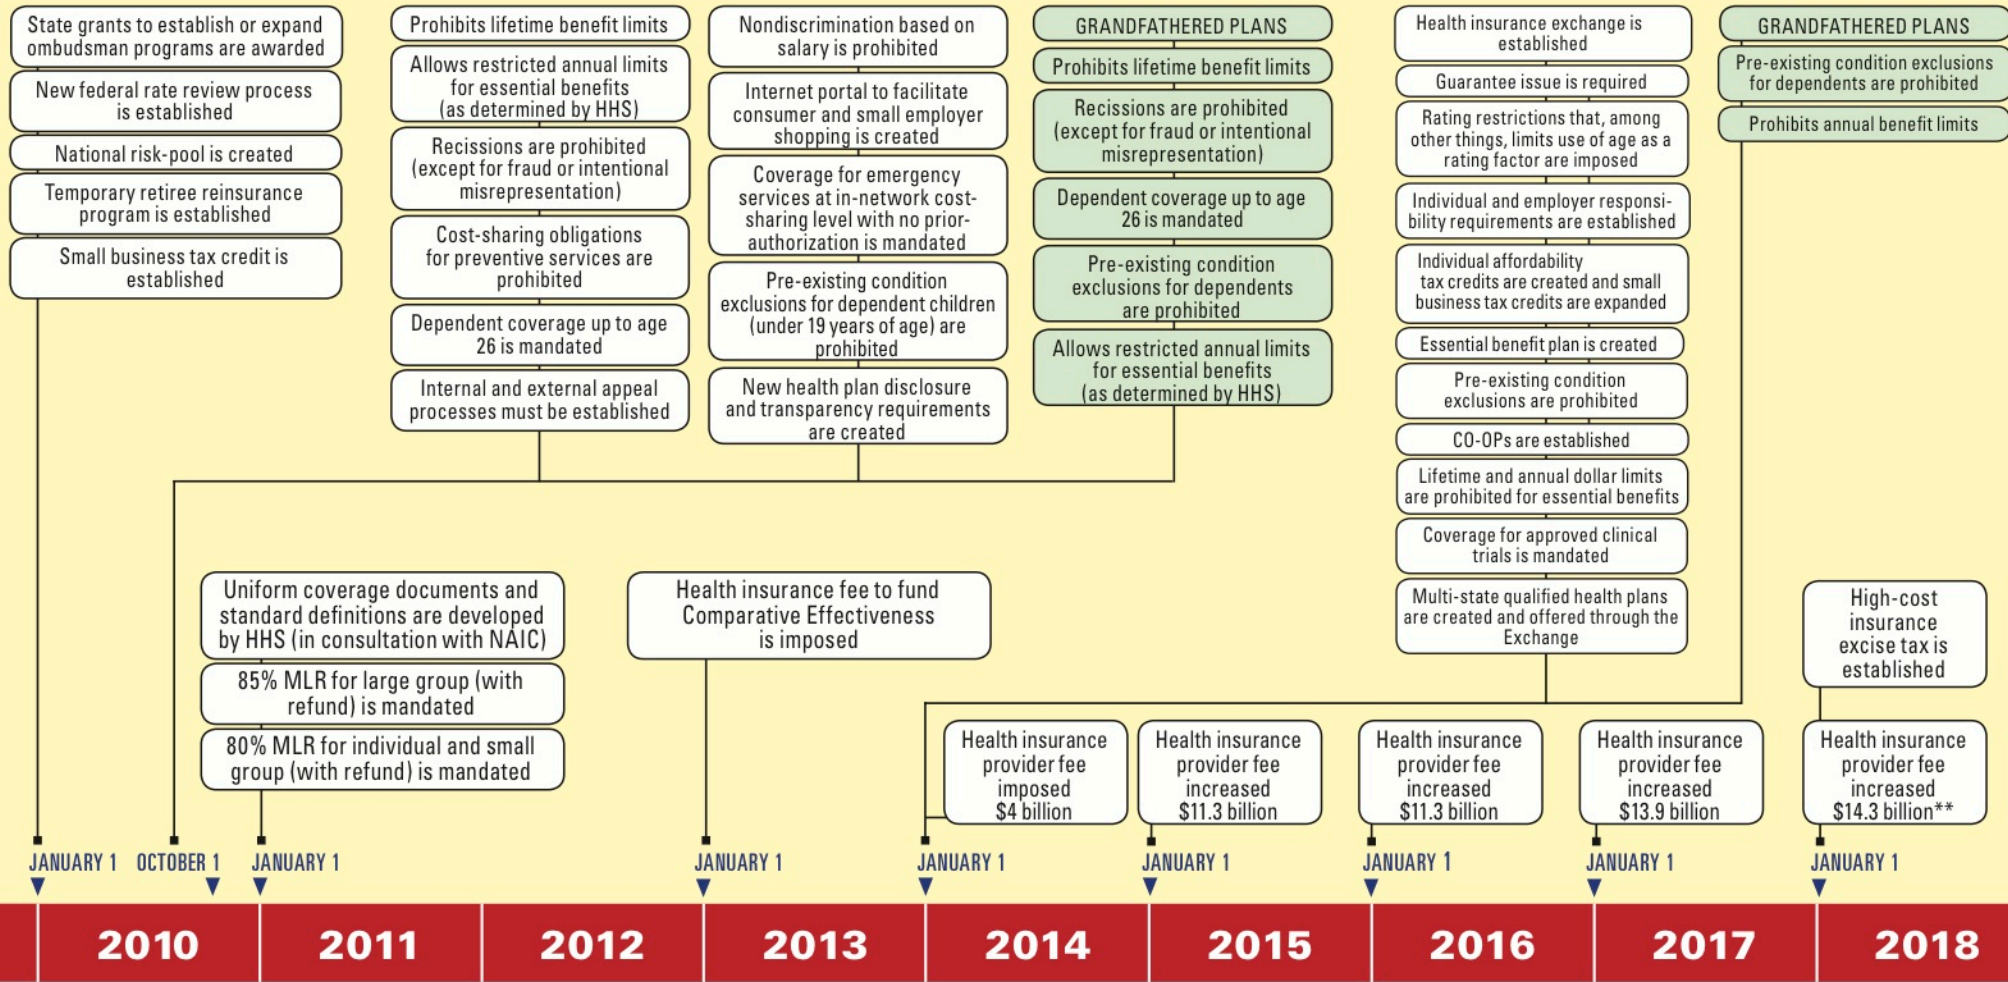 State grants to establish or expand
ombudsman programs are awarded
New federal rate review process
is established
National risk-pool is created
Temporary retiree reinsurance
program is established
Small business tax credit is
established
Prohibits lifetime benefit limits
Allows restricted annual limits
for essential benefits
(as determined by HHS)
Recissions are prohibited
(except for fraud or intentional
misrepresentation)
Cost-sharing obligations
for preventive services are
prohibited
Dependent coverage up to age
26 is mandated
Internal and external appeal
processes must be established
Nondiscrimination based on
salary is prohibited
Internet portal to facilitate
consumer and small employer
shopping is created
Coverage for emergency
services at in-network cost-
sharing level with no prior-
authorization is mandated
Pre-existing condition
exclusions for dependent children
(under 19 years of age) are
prohibited
New health plan disclosure
and transparency requirements
are created
GRANDFATHERED PLANS
Prohibits lifetime benefit limits
Recissions are prohibited
(except for fraud or intentional
misrepresentation)
Dependent coverage up to age
26 is mandated
Pre-existing condition
exclusions for dependents
are prohibited
Allows restricted annual limits
for essential benefits
(as determined by HHS)
Health insurance exchange is
established
Guarantee issue is required
Rating restrictions that, among
other things, limits use of age as a
rating factor are imposed
Individual and employer responsi-
bility requirements are established
Individual affordability
tax credits are created and small
business tax credits are expanded
Essential benefit plan is created
Pre-existing condition
exclusions are prohibited
CO-OPs are established
Lifetime and annual dollar limits
are prohibited for essential benefits
Coverage for approved clinical
trials is mandated
Multi-state qualified health plans
are created and offered through the
Exchange
GRANDFATHERED PLANS
Pre-existing condition exclusions
for dependents are prohibited
Prohibits annual benefit limits
Uniform coverage documents and
standard definitions are developed
by HHS (in consultation with NAIC)
85% MLR for large group (with
refund) is mandated
80% MLR for individual and small
group (with refund) is mandated
Health insurance fee to fund
Comparative Effectiveness
is imposed
High-cost
insurance
excise tax is
established
Health insurance
provider fee
imposed
$4 billion
Health insurance
provider fee
increased
$11.3 billion
Health insurance
provider fee
increased
$11.3 billion
Health insurance
provider fee
increased
$13.9 billion
Health insurance
provider fee
increased
$14.3 billion**
JANUARY 1
OCTOBER 1
JANUARY 1
JANUARY 1
JANUARY 1
JANUARY 1
JANUARY 1
JANUARY 1
JANUARY 1
2010
2011
2012
2013
2014
2015
2016
2017
2018